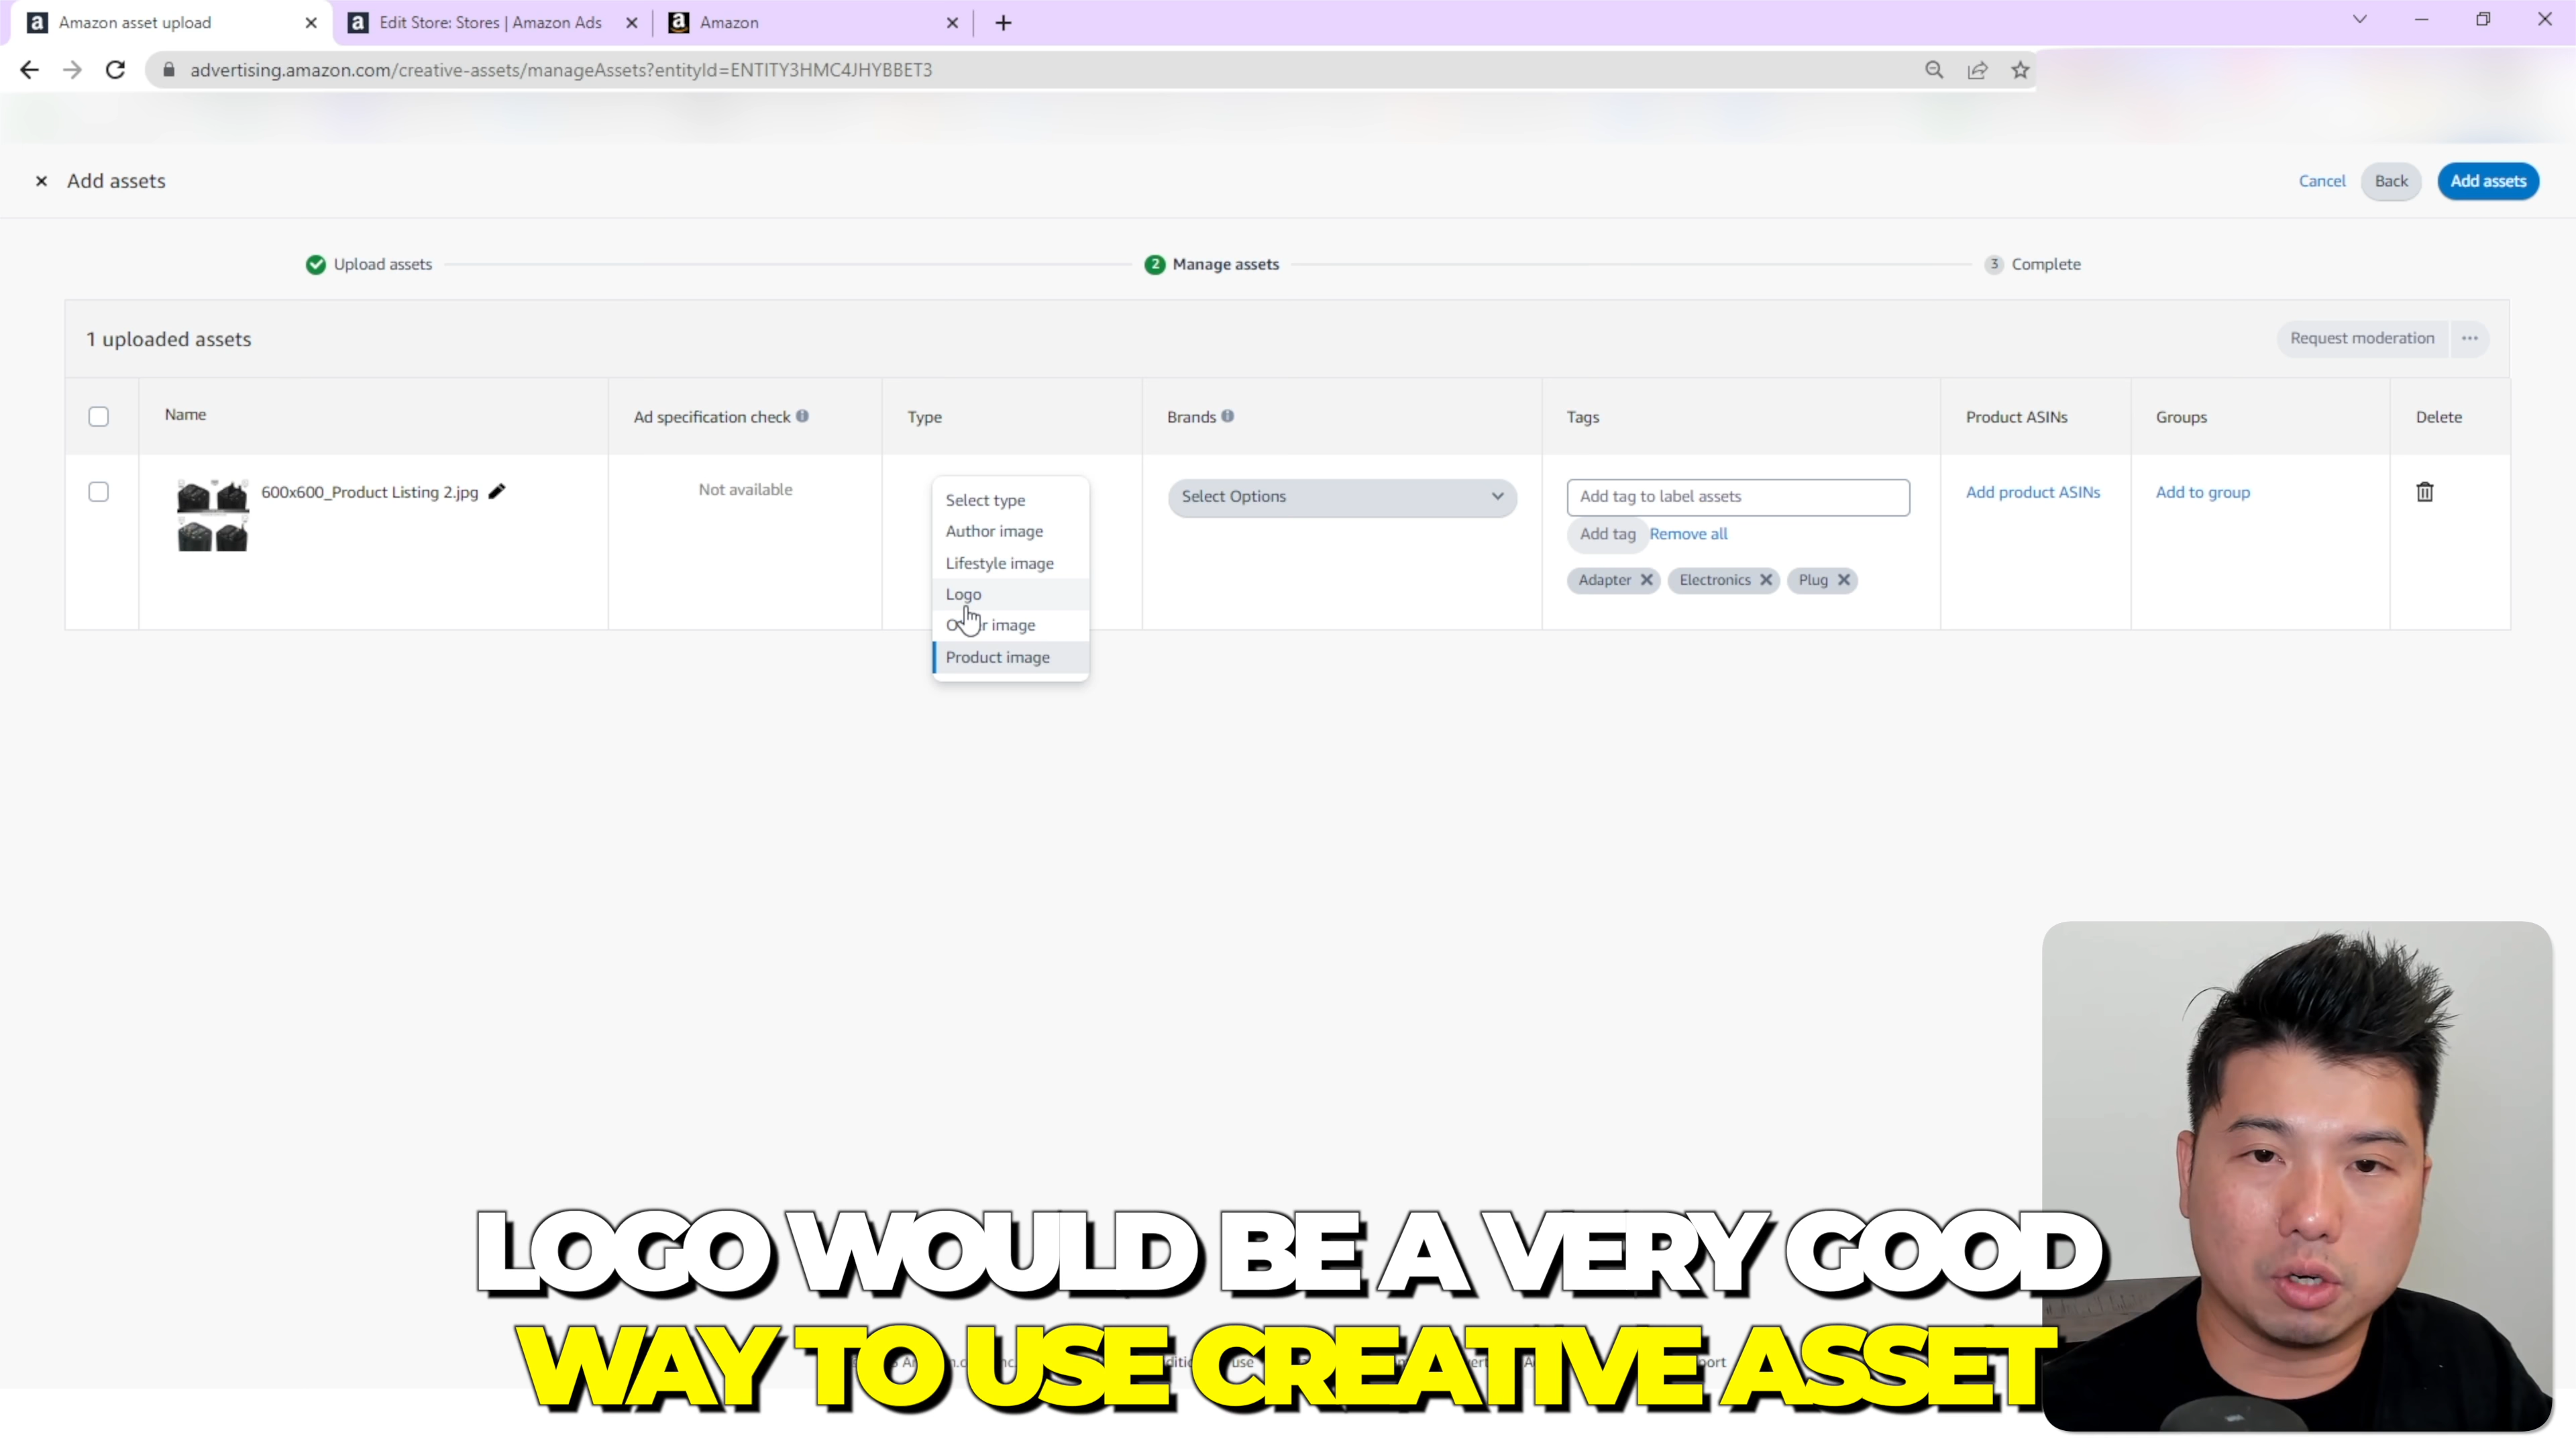 Amazon asset upload
Edit Store: Stores | Amazon Ads
Amazon
advertising.amazon.com/creative-assets/manageAssets?entityId=ENTITY3HMC4JHYBBET3
Add assets
Cancel
Back
Add assets
Upload assets
2 Manage assets
3 Complete
1 uploaded assets
Request moderation
Name
Ad specification check
Type
Brands
Tags
Product ASINs
Groups
Delete
600x600_Product Listing 2.jpg
Not available
Select type
Author image
Lifestyle image
Logo
image
Product image
Select Options
Add tag to label assets
Add tag
Remove all
Adapter
Electronics
Plug
Add product ASINs
Add to group
LOGO WOULD BE A VERY GOOD
WAY TO USE CREATIVE ASSET